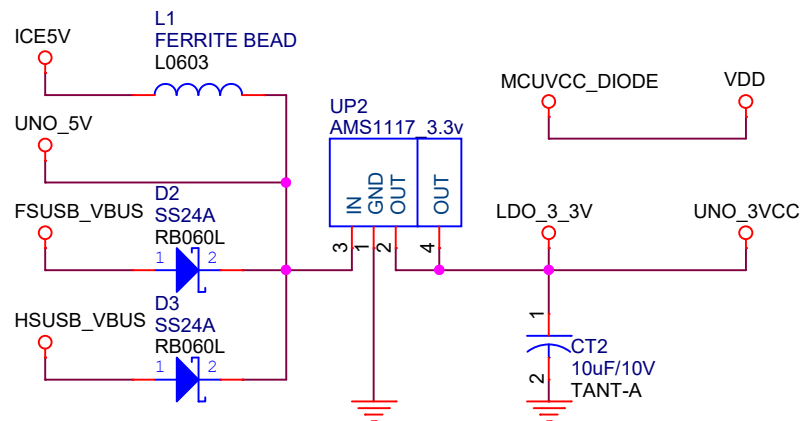 L1
FERRITE BEAD
L0603
ICE5V
UNO_5V
FSUSB_VBUS
D2
SS24A
RB060L
1
2
HSUSB_VBUS
D3
SS24A
RB060L
1
2
UP2
AMS1117_3.3v
IN
GND
OUT
OUT
3
1
2
4
MCUVCC_DIODE
VDD
LDO_3_3V
UNO_3VCC
1
2
CT2
10uF/10V
TANT-A